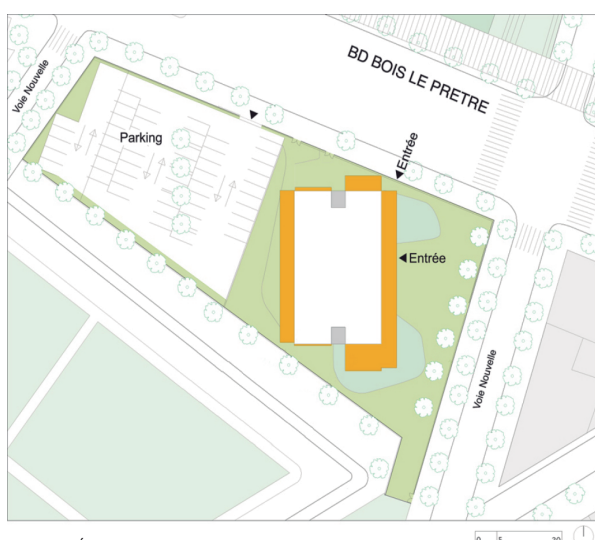 BD BOIS LE PRETRE
Voie Nouvelle
Parking
Entrée
Entrée
Voie Nouvelle
0 5 20